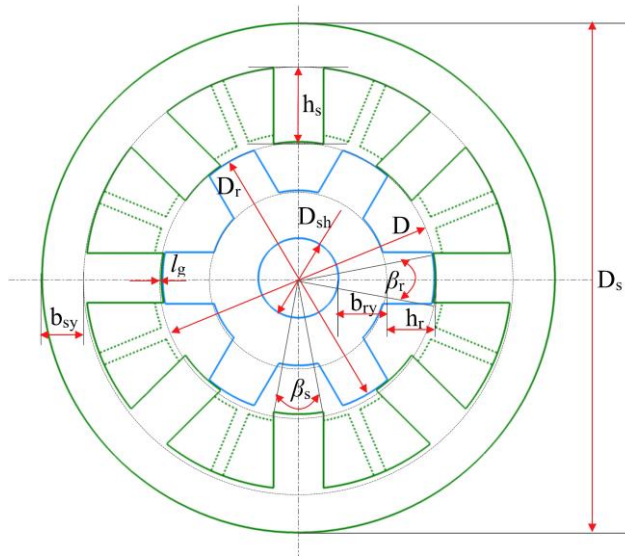 h_s
D_r
D_sh
D
l_g
β_r
D_s
b_sy
b_ry
h_r
β_s